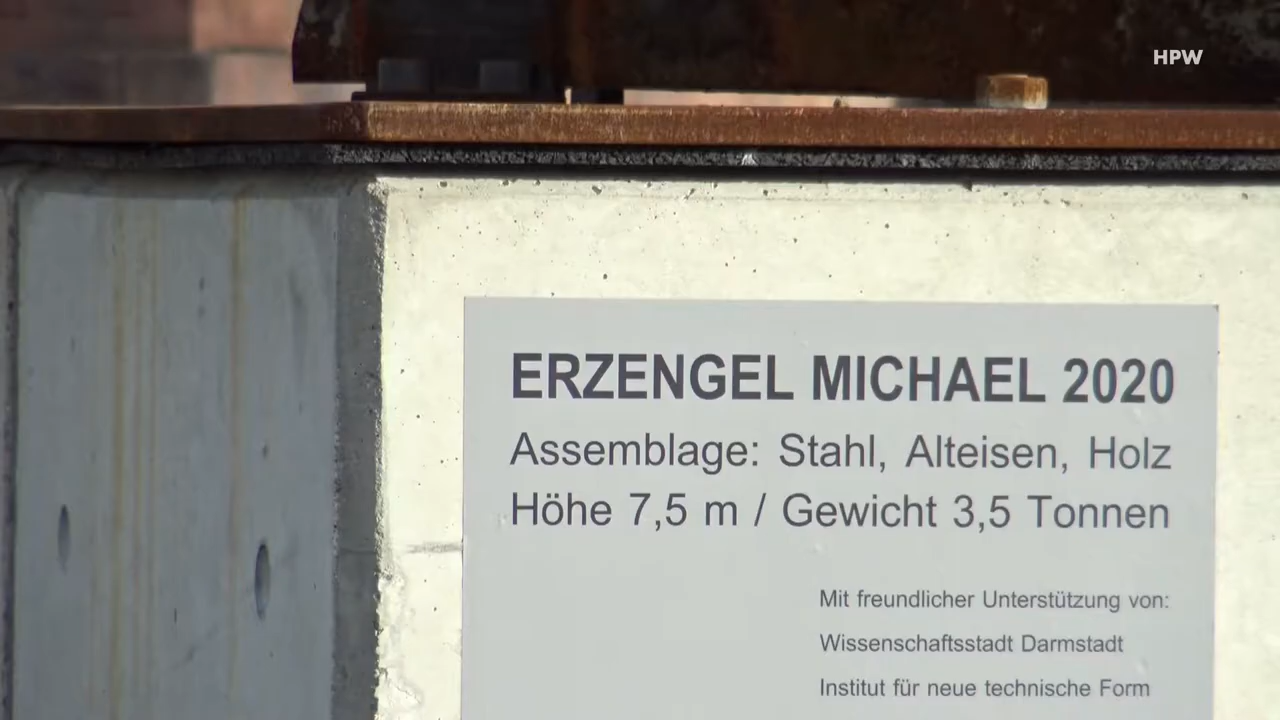 HPW
ERZENGEL MICHAEL 2020
Assemblage: Stahl, Alteisen, Holz
Höhe 7,5 m / Gewicht 3,5 Tonnen
Mit freundlicher Unterstützung von:
Wissenschaftsstadt Darmstadt
Institut für neue technische Form